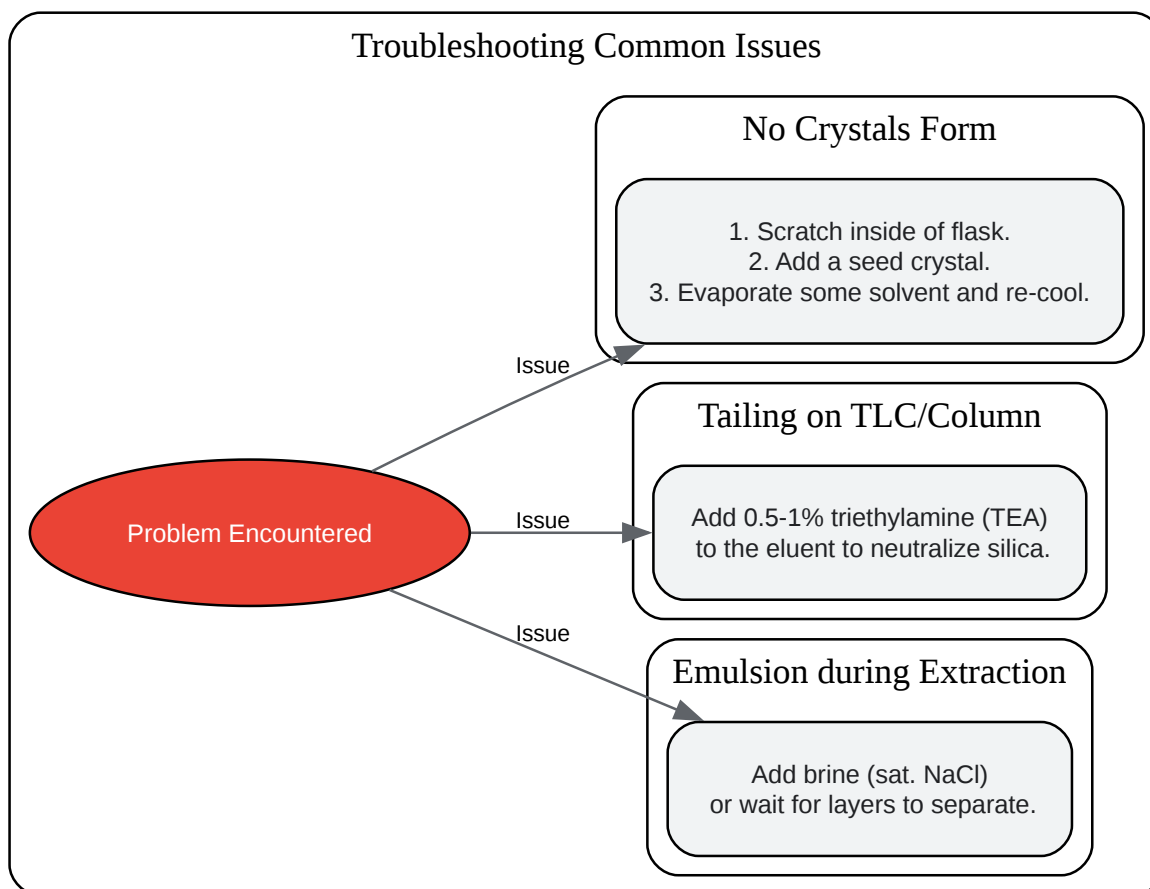 Troubleshooting Common Issues
No Crystals Form
1. Scratch inside of flask.
2. Add a seed crystal.
3. Evaporate some solvent and re-cool.
Issue
Tailing on TLC/Column
Problem Encountered
Issue
Add 0.5-1% triethylamine (TEA)
to the eluent to neutralize silica.
Issue
Emulsion during Extraction
Add brine (sat. NaCl)
or wait for layers to separate.